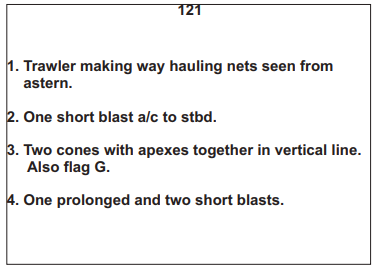 121
1. Trawler making way hauling nets seen from
astern.
2. One short blast a/c to stbd.
3. Two cones with apexes together in vertical line.
Also flag G.
4. One prolonged and two short blasts.